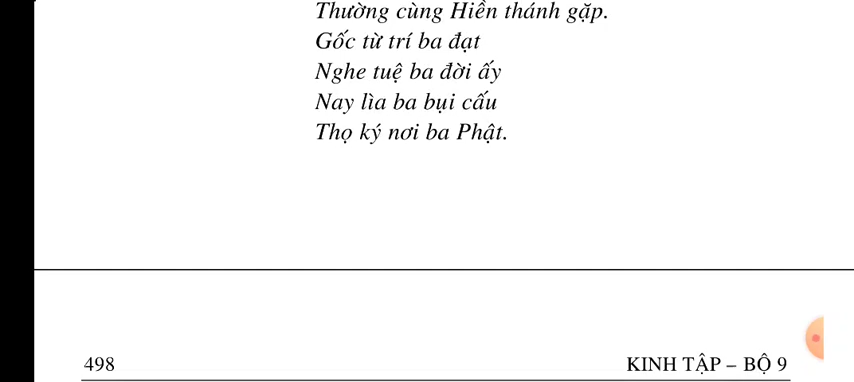 Thường cùng Hiền thánh gặp.
Gốc từ trí ba đạt
Nghe tuệ ba đời ấy
Nay lìa ba bụi cấu
Thọ ký nơi ba Phật.
498 KINH TẬP – BỘ 9